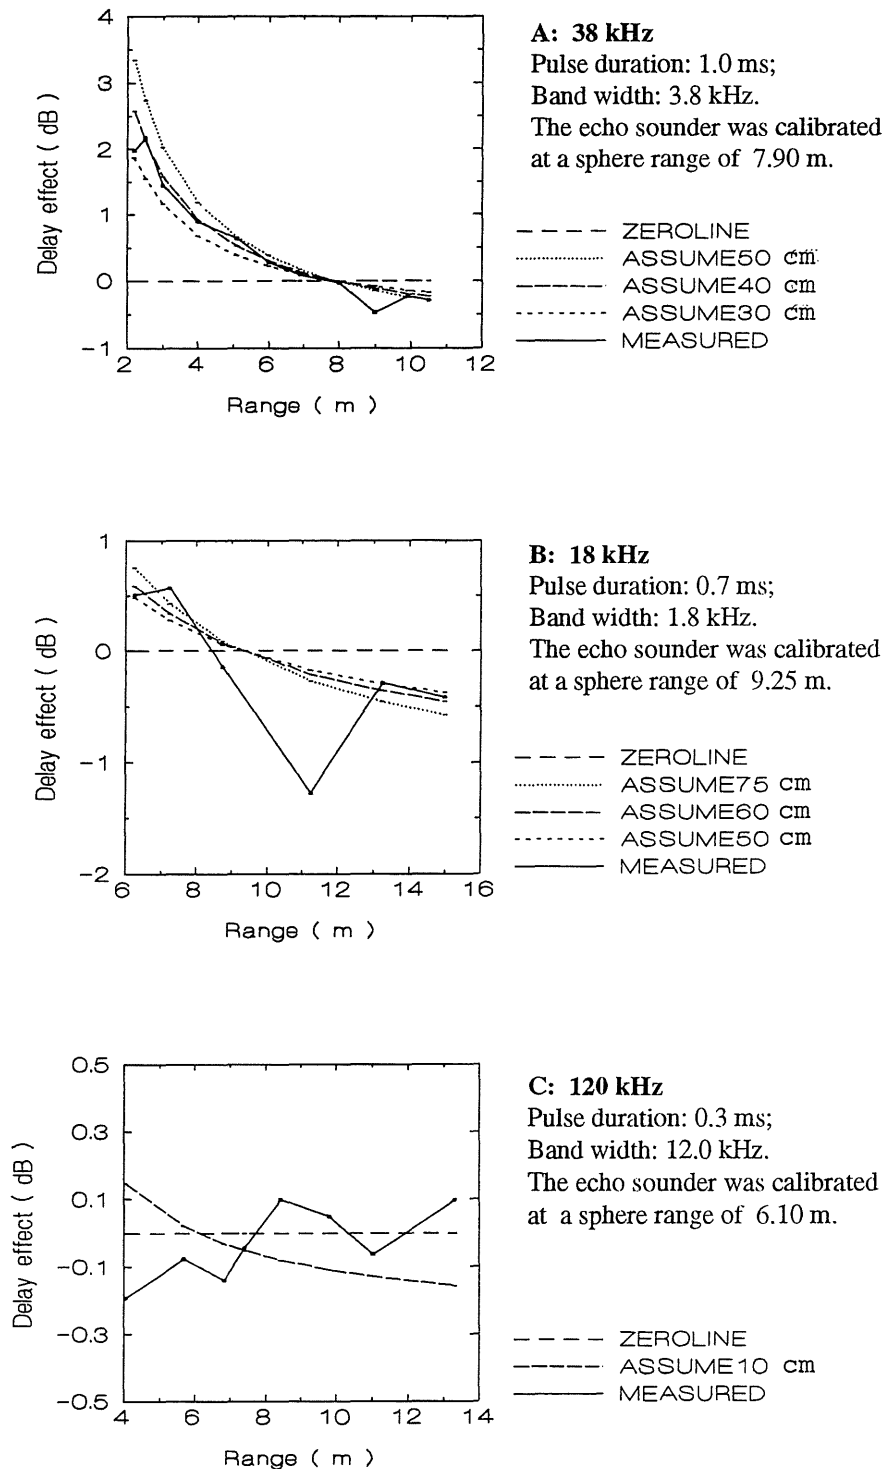 4
3
2
1
0
-1
Delay effect ( dB )
2 4 6 8 10 12
Range ( m )
A: 38 kHz
Pulse duration: 1.0 ms;
Band width: 3.8 kHz.
The echo sounder was calibrated
at a sphere range of 7.90 m.
ZEROLINE
ASSUME50 cm
ASSUME40 cm
ASSUME30 cm
MEASURED
1
0
-1
-2
Delay effect ( dB )
6 8 10 12 14 16
Range ( m )
B: 18 kHz
Pulse duration: 0.7 ms;
Band width: 1.8 kHz.
The echo sounder was calibrated
at a sphere range of 9.25 m.
ZEROLINE
ASSUME75 cm
ASSUME60 cm
ASSUME50 cm
MEASURED
0.5
0.3
0.1
-0.1
-0.3
-0.5
Delay effect ( dB )
4 6 8 10 12 14
Range ( m )
C: 120 kHz
Pulse duration: 0.3 ms;
Band width: 12.0 kHz.
The echo sounder was calibrated
at a sphere range of 6.10 m.
ZEROLINE
ASSUME10 cm
MEASURED